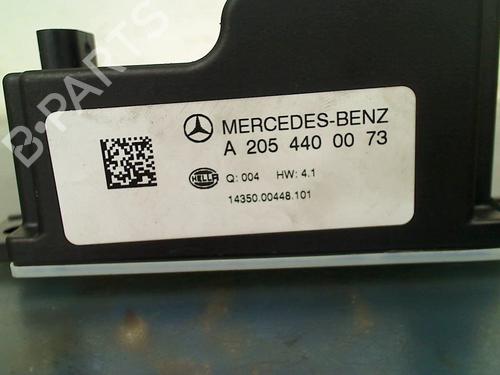 MERCEDES-BENZ
A 205 440 00 73
HELLA
Q: 004 HW: 4.1
14350.00448.101
B-PARTS